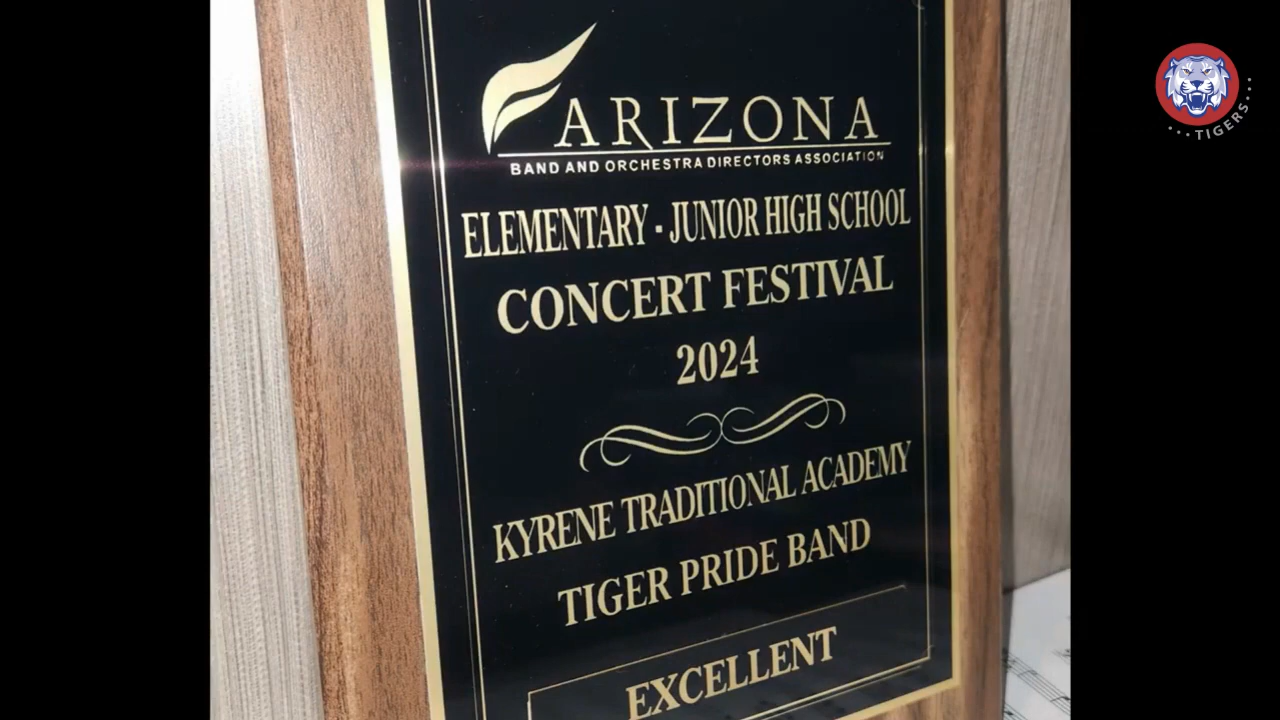 ARIZONA
BAND AND ORCHESTRA DIRECTORS ASSOCIATION
ELEMENTARY - JUNIOR HIGH SCHOOL
CONCERT FESTIVAL
2024
KYRENE TRADITIONAL ACADEMY
TIGER PRIDE BAND
EXCELLENT
...TIGERS...